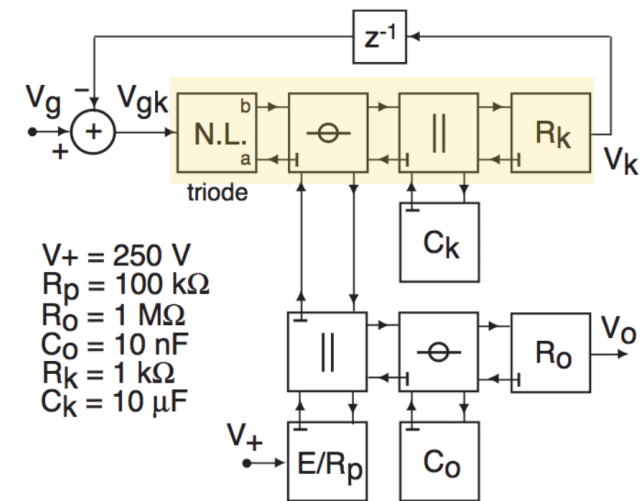 z⁻¹
Vg
−
+
+
Vgk
N.L.
b
a
triode
||
Rk
Vk
Ck
V+ = 250 V
Rp = 100 kΩ
Ro = 1 MΩ
Co = 10 nF
Rk = 1 kΩ
Ck = 10 μF
||
Ro
Vo
V+
E/Rp
Co